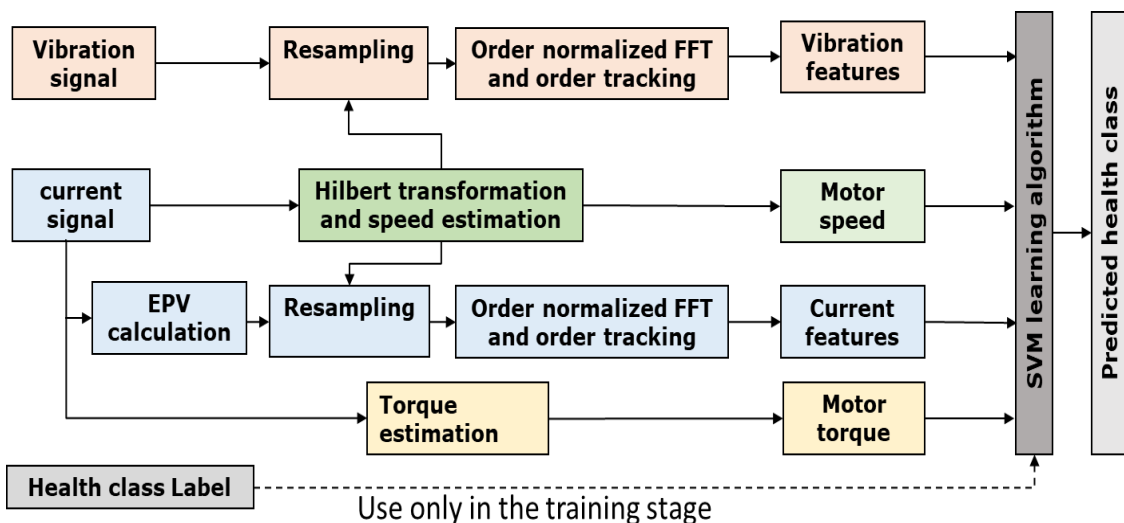 Vibration
signal
Resampling
Order normalized FFT
and order tracking
Vibration
features
current
signal
Hilbert transformation
and speed estimation
Motor
speed
EPV
calculation
Resampling
Order normalized FFT
and order tracking
Current
features
Torque
estimation
Motor
torque
Health class Label
Use only in the training stage
SVM learning algorithm
Predicted health class